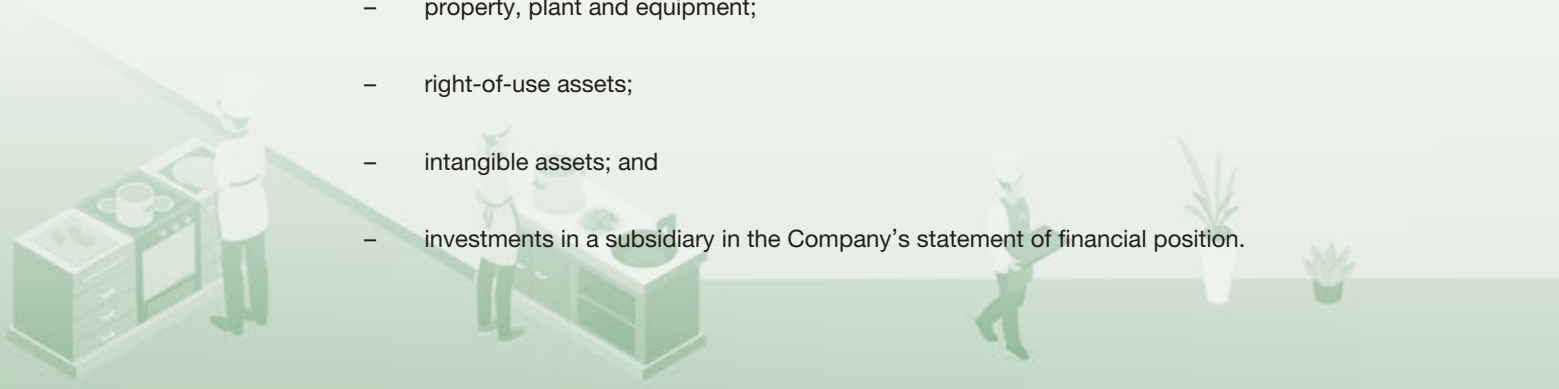 – property, plant and equipment;
– right-of-use assets;
– intangible assets; and
– investments in a subsidiary in the Company’s statement of financial position.